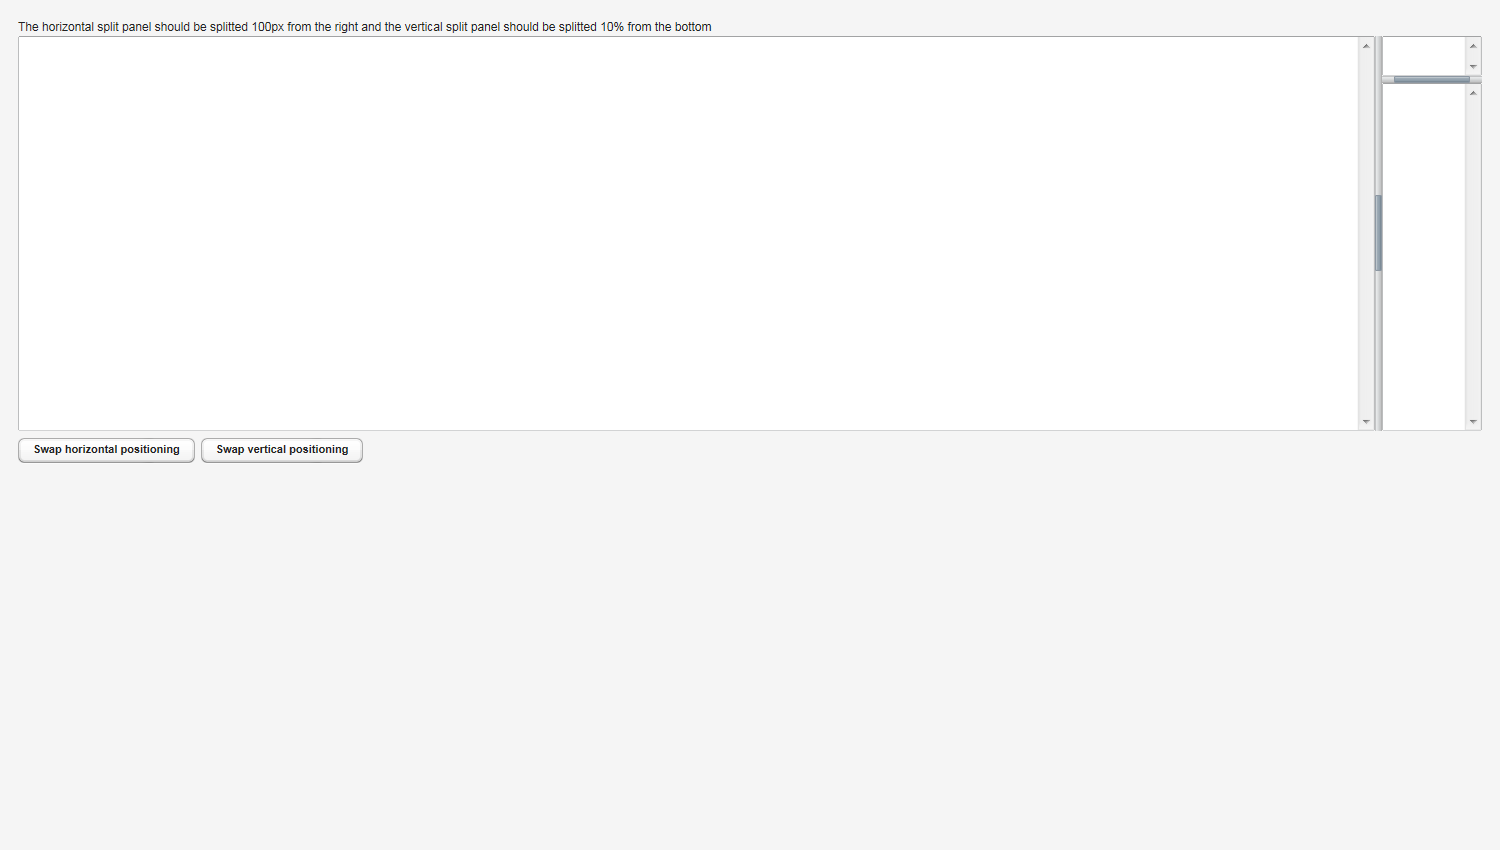 The horizontal split panel should be splitted 100px from the right and the vertical split panel should be splitted 10% from the bottom
Swap horizontal positioning Swap vertical positioning